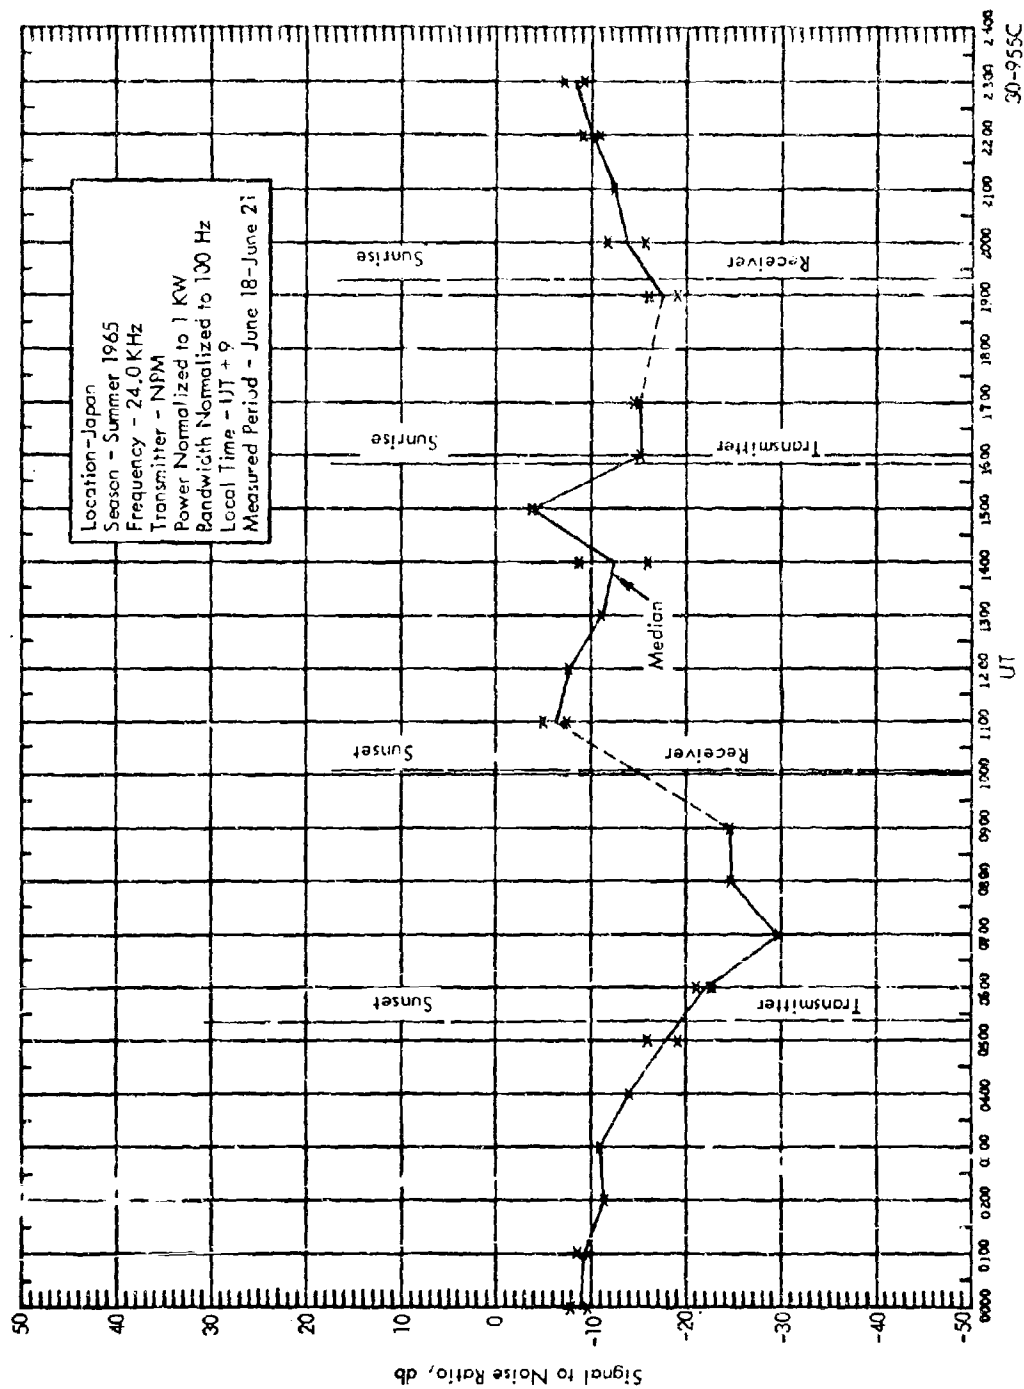 Location-Japan
Season - Summer 1965
Frequency - 24.0 KHz
Transmitter - NPM
Power Normalized to 1 KW
Bandwidth Normalized to 100 Hz
Local Time - UT + 9
Measured Period - June 18-June 21
Signal to Noise Ratio, db
50
40
30
20
10
0
-10
-20
-30
-40
-50
Sunset
Sunset
Sunrise
Sunrise
Transmitter
Receiver
Transmitter
Receiver
Median
0000 0100 0200 0300 0400 0500 0600 0700 0800 0900 1000 1100 1200 1300 1400 1500 1600 1700 1800 1900 2000 2100 2200 2300 2400
UT
30-955C